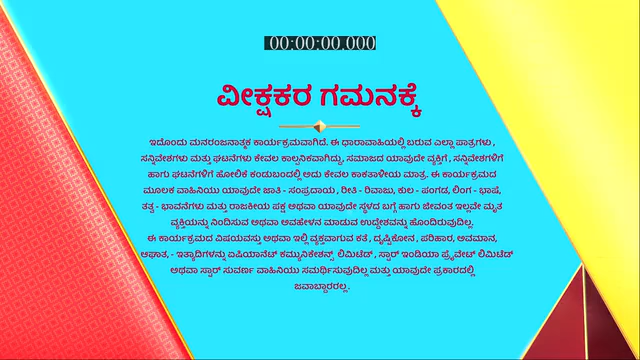 00:00:00.000
ವೀಕ್ಷಕರ ಗಮನಕ್ಕೆ
ಇದೊಂದು ಮನರಂಜನಾತ್ಮಕ ಕಾರ್ಯಕ್ರಮವಾಗಿದೆ. ಈ ಧಾರಾವಾಹಿಯಲ್ಲಿ ಬರುವ ಎಲ್ಲಾ ಪಾತ್ರಗಳು ,
ಸನ್ನಿವೇಶಗಳು ಮತ್ತು ಘಟನೆಗಳು ಕೇವಲ ಕಾಲ್ಪನಿಕವಾಗಿದ್ದು, ಸಮಾಜದ ಯಾವುದೇ ವ್ಯಕ್ತಿಗೆ , ಸನ್ನಿವೇಶಗಳಿಗೆ
ಹಾಗು ಘಟನೆಗಳಿಗೆ ಹೋಲಿಕೆ ಕಂಡುಬಂದಲ್ಲಿ ಅದು ಕೇವಲ ಕಾಕತಾಳೀಯ ಮಾತ್ರ. ಈ ಕಾರ್ಯಕ್ರಮದ
ಮೂಲಕ ವಾಹಿನಿಯು ಯಾವುದೇ ಜಾತಿ - ಸಂಪ್ರದಾಯ , ರೀತಿ - ರಿವಾಜು, ಕುಲ - ಪಂಗಡ, ಲಿಂಗ - ಭಾಷೆ,
ತತ್ವ - ಭಾವನೆಗಳು ಮತ್ತು ರಾಜಕೀಯ ಪಕ್ಷ ಅಥವಾ ಯಾವುದೇ ಸ್ಥಳದ ಬಗ್ಗೆ ಹಾಗು ಜೀವಂತ ಇಲ್ಲವೇ ಮೃತ
ವ್ಯಕ್ತಿಯನ್ನು ನಿಂದಿಸುವ ಅಥವಾ ಅವಹೇಳನ ಮಾಡುವ ಉದ್ದೇಶವನ್ನು ಹೊಂದಿರುವುದಿಲ್ಲ.
ಈ ಕಾರ್ಯಕ್ರಮದ ವಿಷಯವಸ್ತು ಅಥವಾ ಇಲ್ಲಿ ವ್ಯಕ್ತವಾಗುವ ಕತೆ , ದೃಷ್ಟಿಕೋನ , ಪರಿಹಾರ, ಅವಮಾನ,
ಆಘಾತ, - ಇತ್ಯಾದಿಗಳನ್ನು ಏಷಿಯಾನೆಟ್ ಕಮ್ಯುನಿಕೇಶನ್ಸ್ ಲಿಮಿಟೆಡ್ , ಸ್ಟಾರ್ ಇಂಡಿಯಾ ಪ್ರೈವೇಟ್ ಲಿಮಿಟೆಡ್
ಅಥವಾ ಸ್ಟಾರ್ ಸುವರ್ಣ ವಾಹಿನಿಯು ಸಮರ್ಥಿಸುವುದಿಲ್ಲ ಮತ್ತು ಯಾವುದೇ ಪ್ರಕಾರದಲ್ಲಿ
ಜವಾಬ್ದಾರರಲ್ಲ.